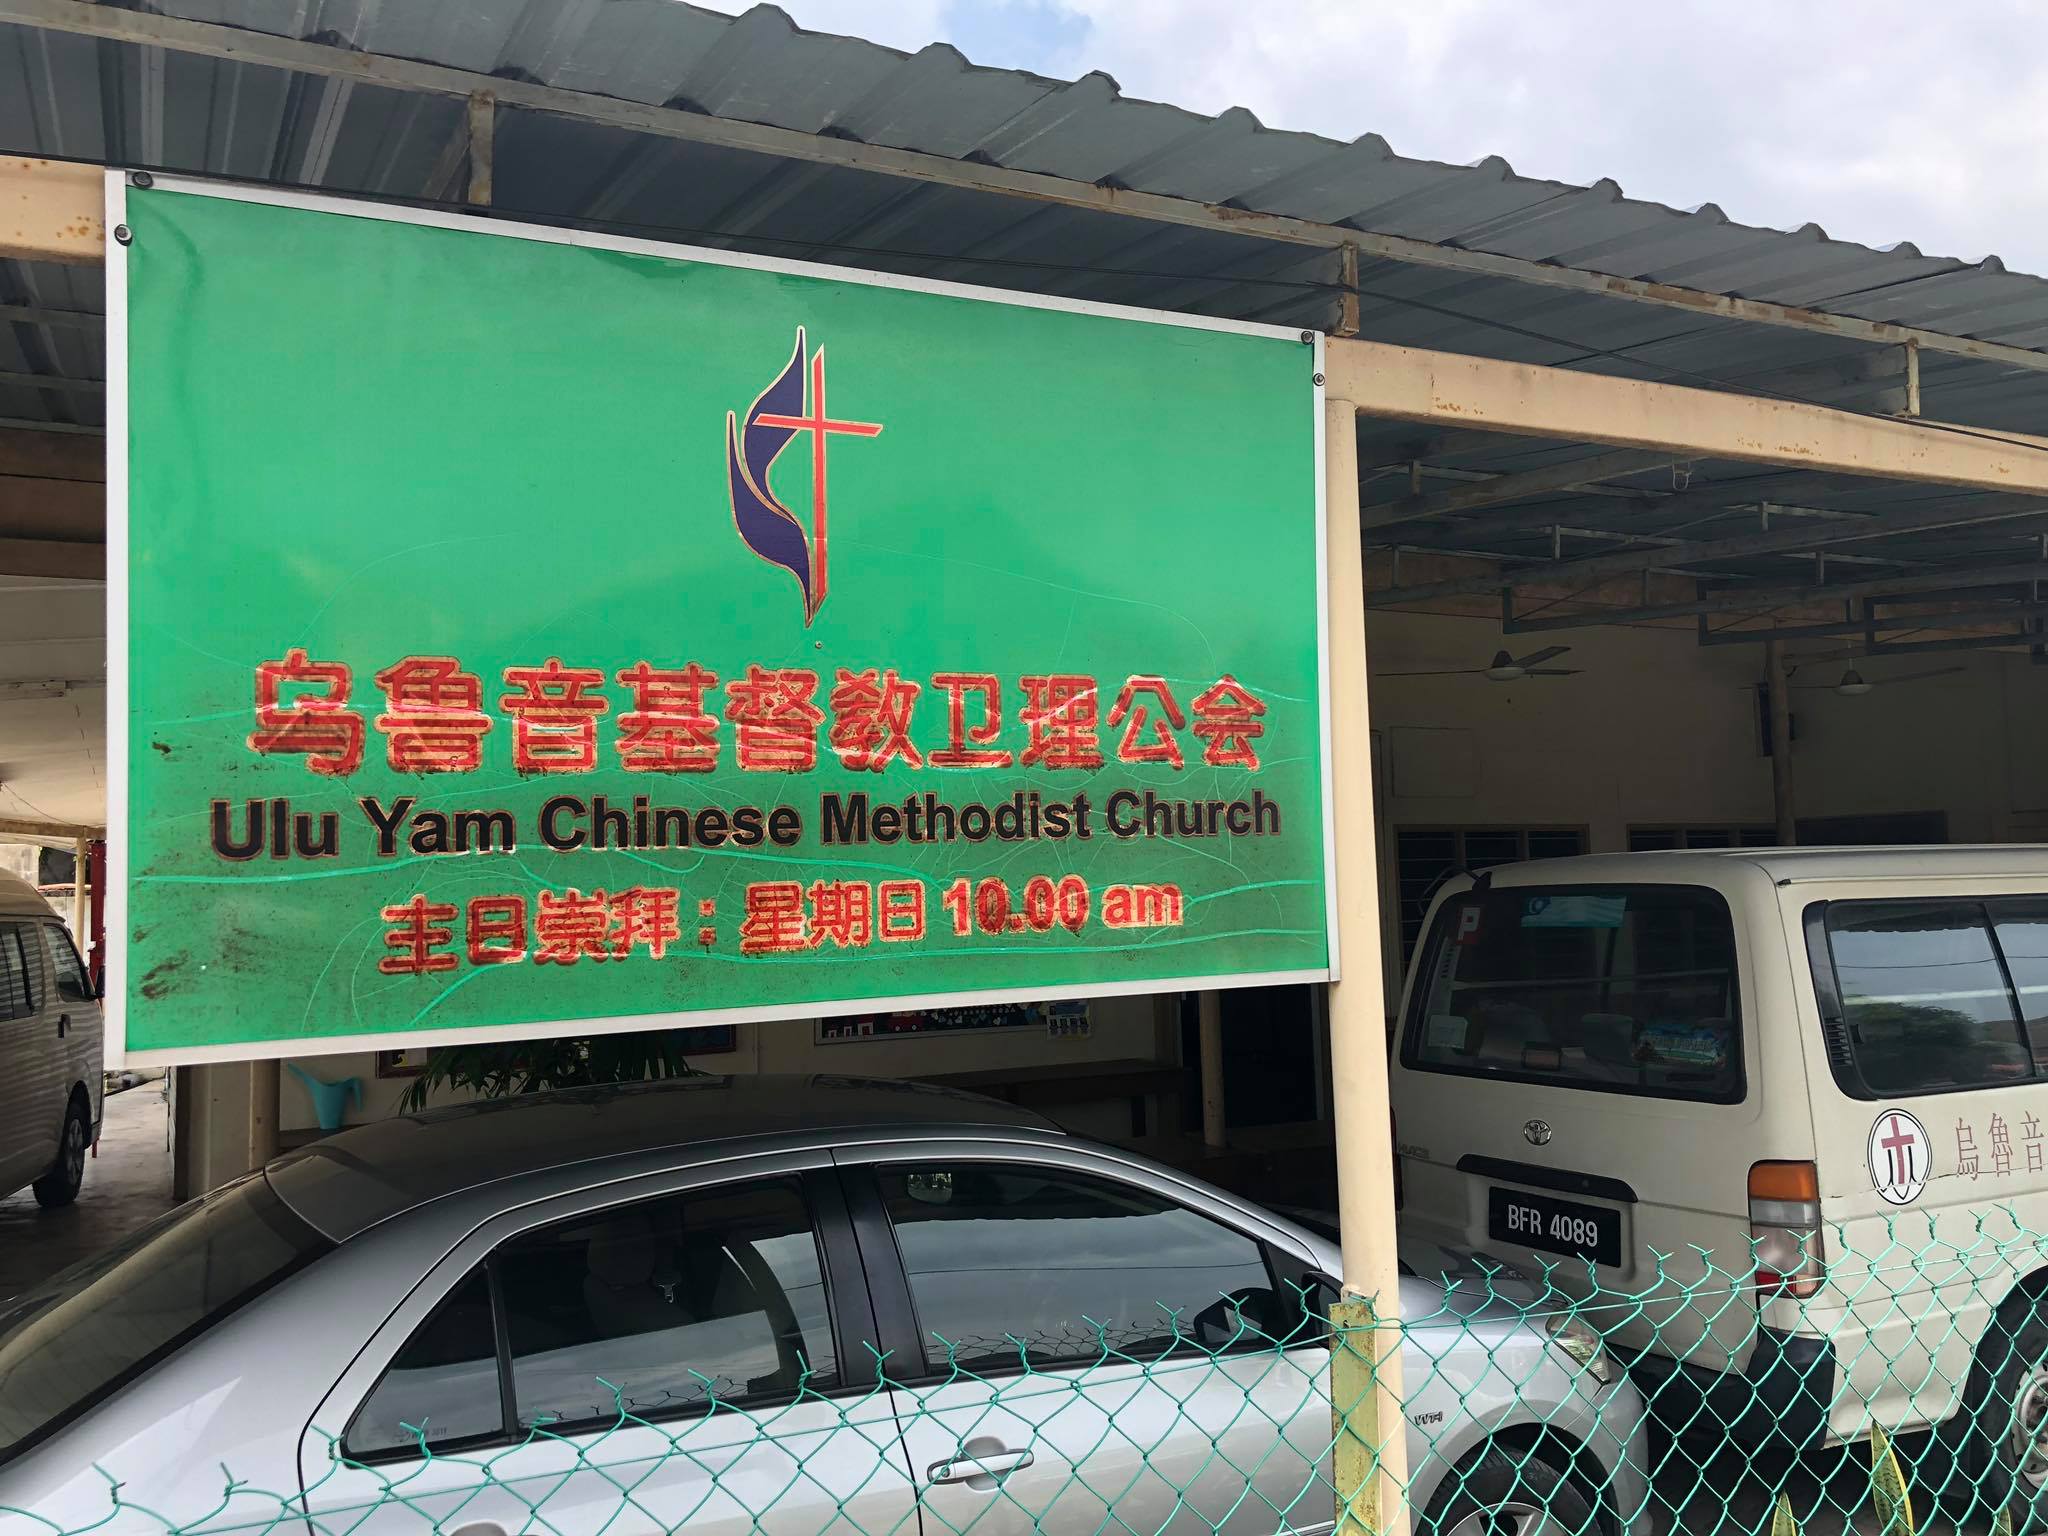 乌鲁音基督教卫理公会
Ulu Yam Chinese Methodist Church
主日崇拜：星期日 10.00 am
P
BFR 4089
烏魯音
VVT-i